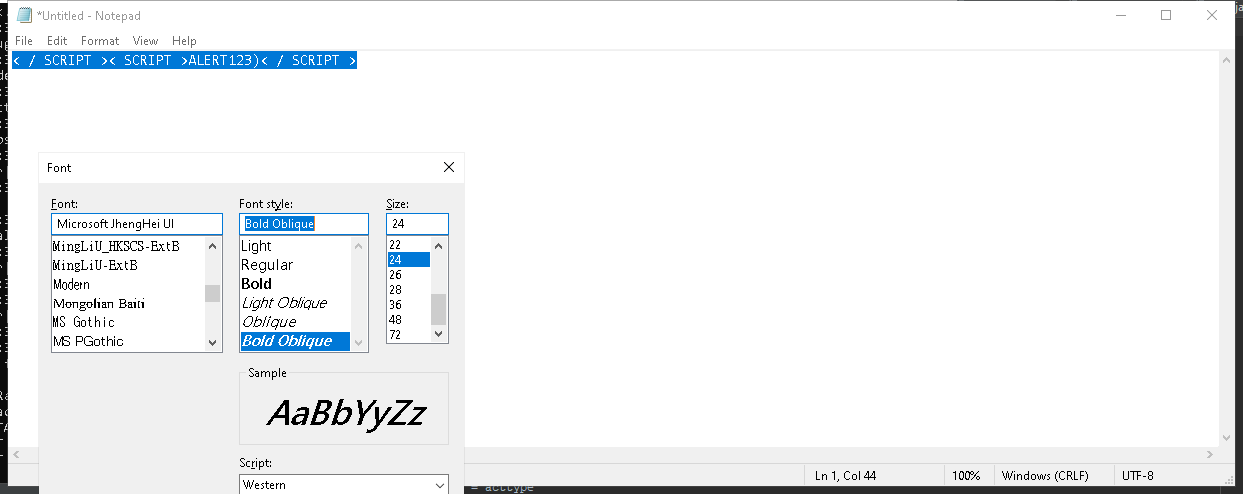 *Untitled - Notepad
File Edit Format View Help
< / SCRIPT >< SCRIPT >ALERT123)< / SCRIPT >
Font
Font: Font style: Size:
Microsoft JhengHei UI Bold Oblique 24
MingLiU_HKSCS-ExtB
MingLiU-ExtB
Modern
Mongolian Baiti
MS Gothic
MS PGothic
Light
Regular
Bold
Light Oblique
Oblique
Bold Oblique
22
24
26
28
36
48
72
Sample
AaBbYyZz
Script:
Western
Ln 1, Col 44 100% Windows (CRLF) UTF-8
= acctype